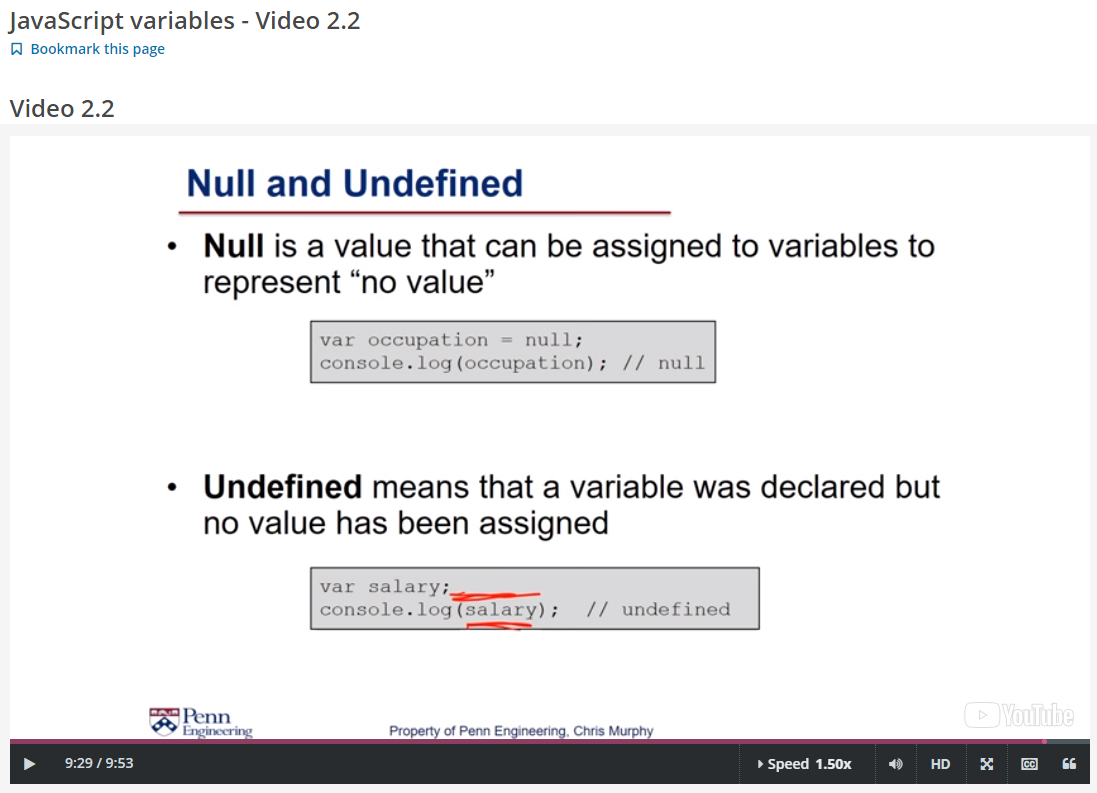 JavaScript variables - Video 2.2
Bookmark this page
Video 2.2
Null and Undefined
• Null is a value that can be assigned to variables to
represent “no value”
var occupation = null;
console.log(occupation); // null
• Undefined means that a variable was declared but
no value has been assigned
var salary;
console.log(salary); // undefined
Penn
Engineering
Property of Penn Engineering, Chris Murphy
YouTube
9:29 / 9:53
Speed 1.50x
HD
CC